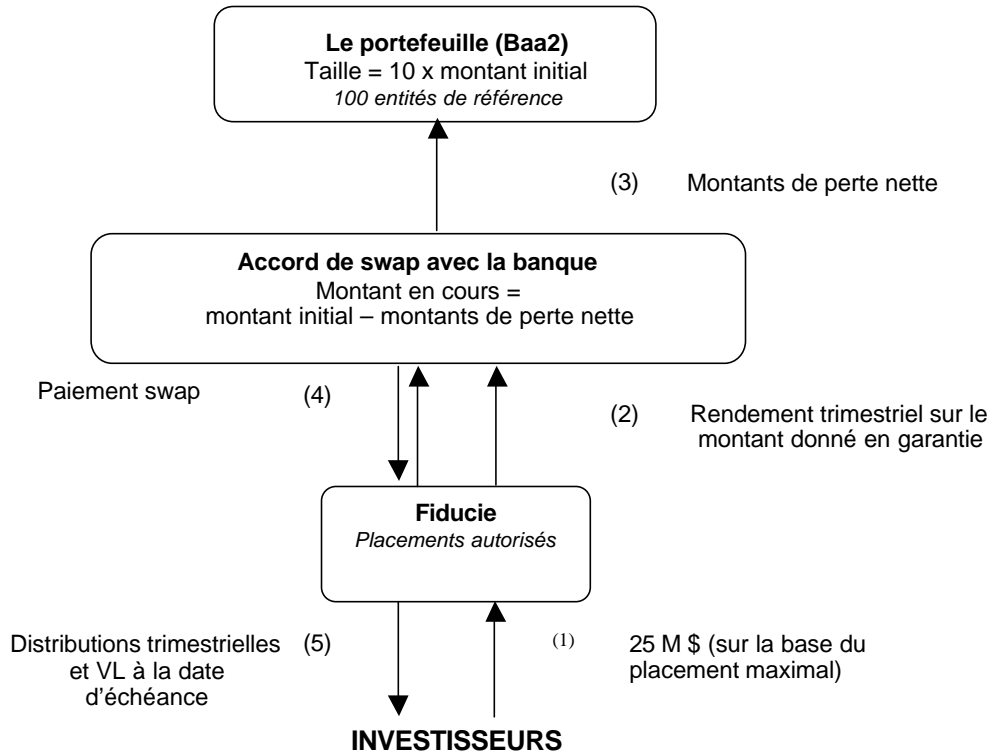 Le portefeuille (Baa2)
Taille = 10 x montant initial
100 entités de référence
(3) Montants de perte nette
Accord de swap avec la banque
Montant en cours =
montant initial – montants de perte nette
Paiement swap
(4)
(2) Rendement trimestriel sur le
montant donné en garantie
Fiducie
Placements autorisés
Distributions trimestrielles
et VL à la date
d'échéance
(5)
(1) 25 M $ (sur la base du
placement maximal)
INVESTISSEURS